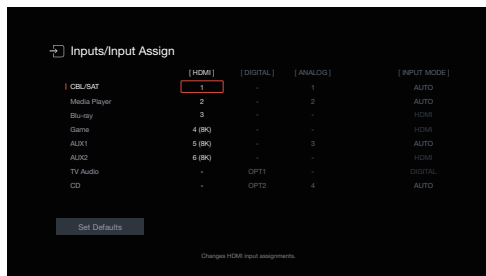 Inputs/Input Assign
[ HDMI ] [ DIGITAL ] [ ANALOG ] [ INPUT MODE ]
CBL/SAT 1 - 1 AUTO
Media Player 2 - 2 AUTO
Blu-ray 3 - - HDMI
Game 4 (8K) - - HDMI
AUX1 5 (8K) - 3 AUTO
AUX2 6 (8K) - - HDMI
TV Audio - OPT1 - DIGITAL
CD - OPT2 4 AUTO
Set Defaults
Changes HDMI input assignments.